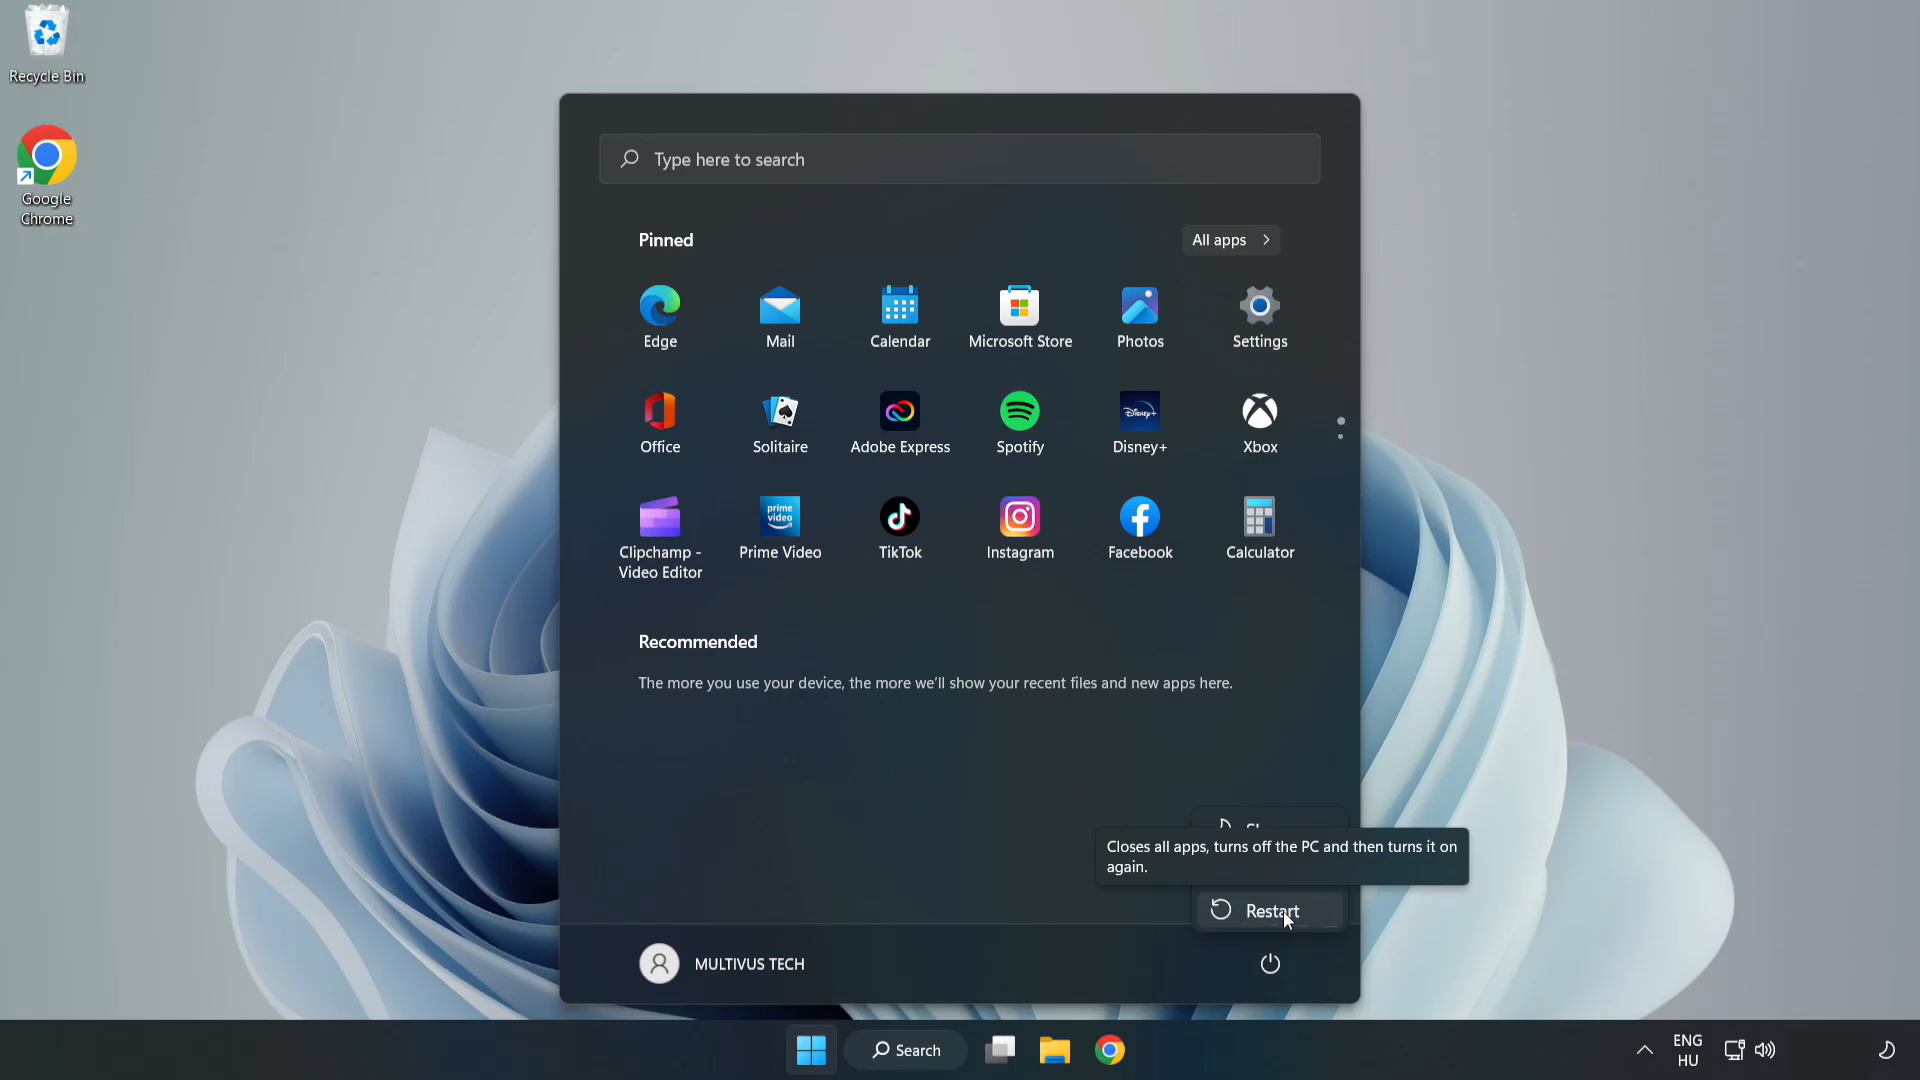 Recycle Bin
Google
Chrome
Type here to search
Pinned
All apps
Edge
Mail
Calendar
Microsoft Store
Photos
Settings
Office
Solitaire
Adobe Express
Spotify
Disney+
Disney+
Xbox
prime
video
Clipchamp -
Video Editor
Prime Video
TikTok
Instagram
Facebook
Calculator
Recommended
The more you use your device, the more we'll show your recent files and new apps here.
Closes all apps, turns off the PC and then turns it on
again.
Restart
MULTIVUS TECH
Search
ENG
HU